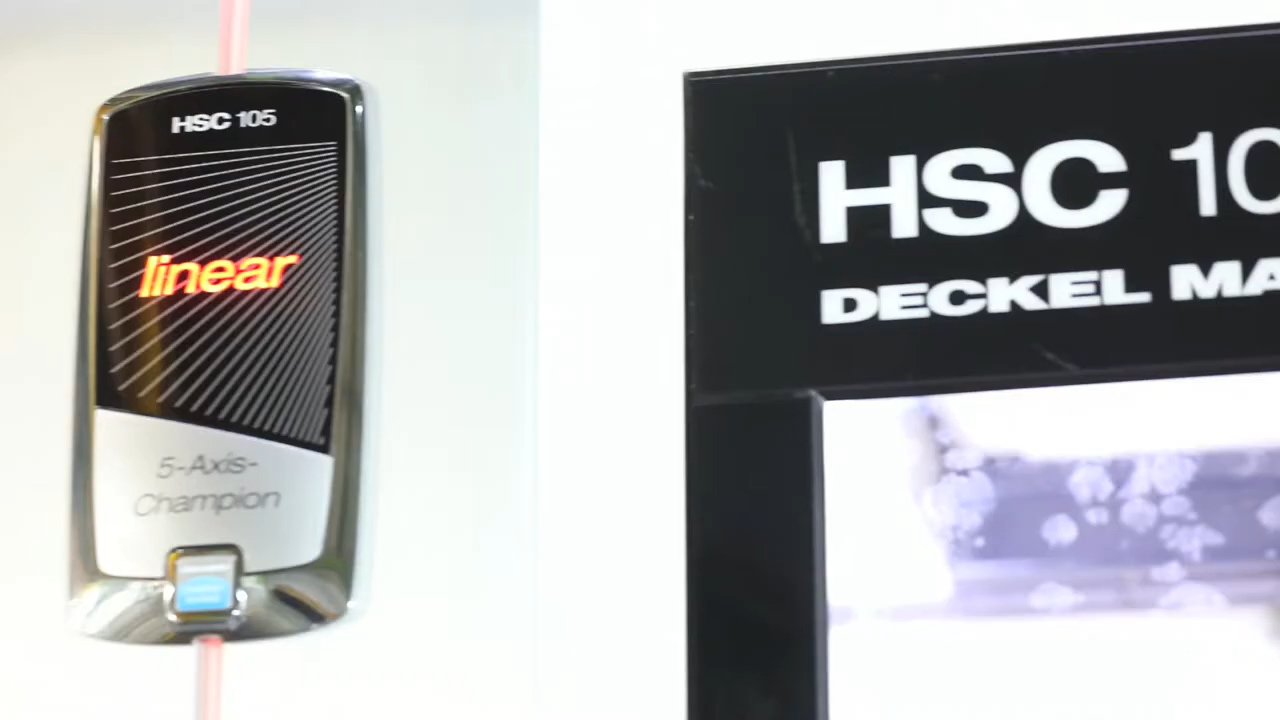 HSC 105
linear
5-Axis-
Champion
HSC 10
DECKEL MA